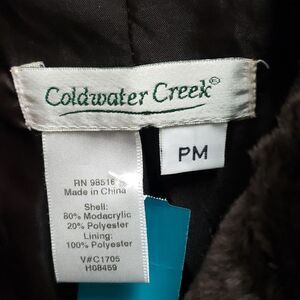 Coldwater Creek®
PM
RN 98516
Made in China
Shell:
80% Modacrylic
20% Polyester
Lining:
100% Polyester
V#C1705
H08459